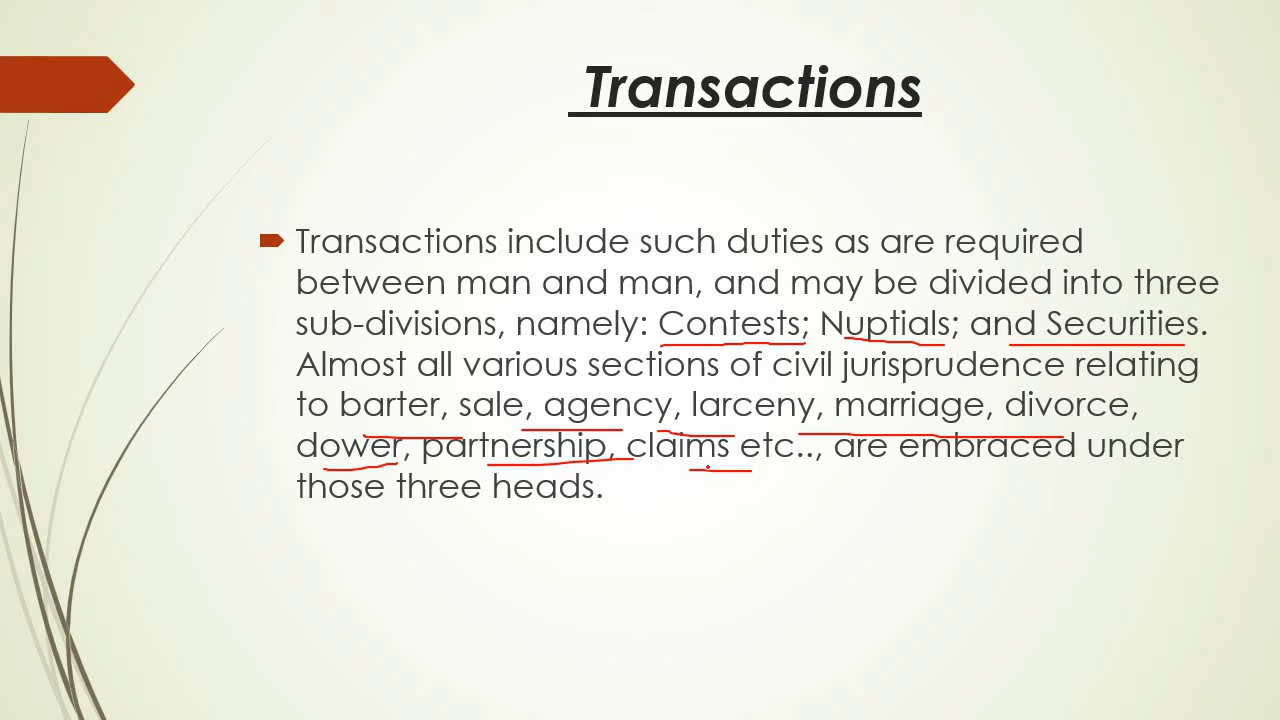 Transactions
Transactions include such duties as are required
between man and man, and may be divided into three
sub-divisions, namely: Contests; Nuptials; and Securities.
Almost all various sections of civil jurisprudence relating
to barter, sale, agency, larceny, marriage, divorce,
dower, partnership, claims etc.., are embraced under
those three heads.